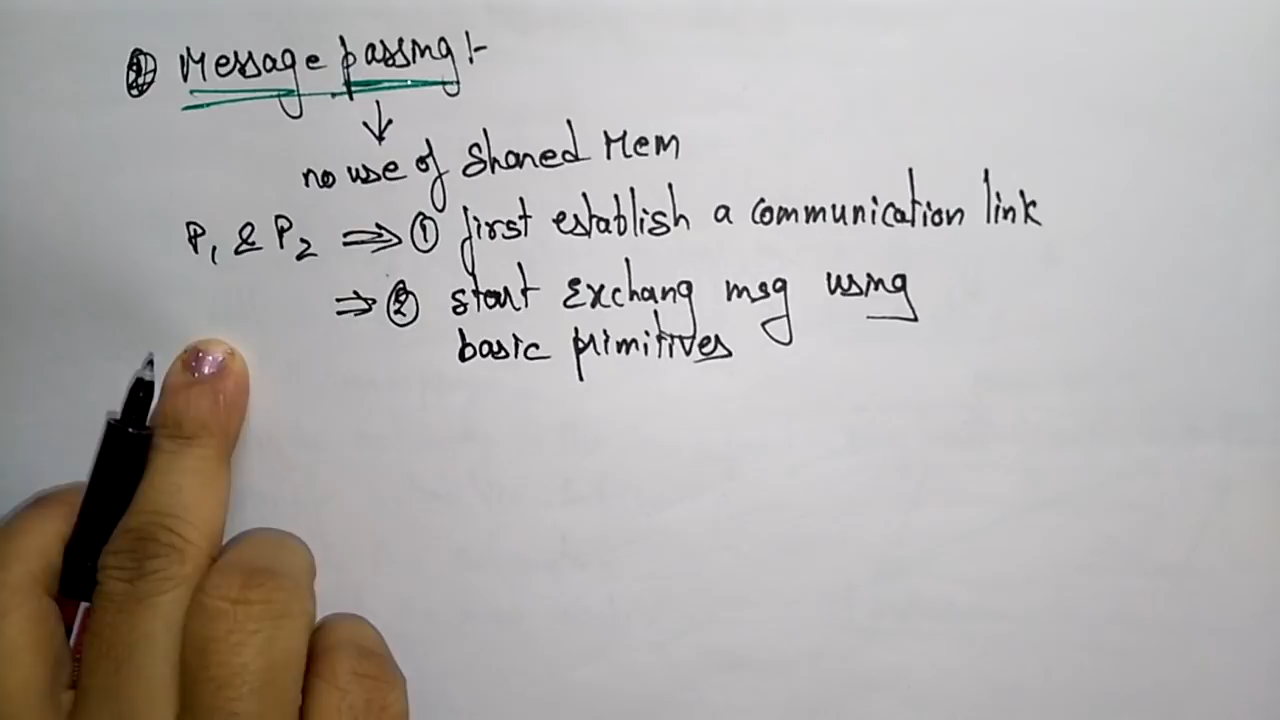 ② Message passing :-
↓
no use of Shared Mem
P₁ & P₂ ⇒ ① first establish a communication link
⇒ ② start Exchang msg using
basic primitives